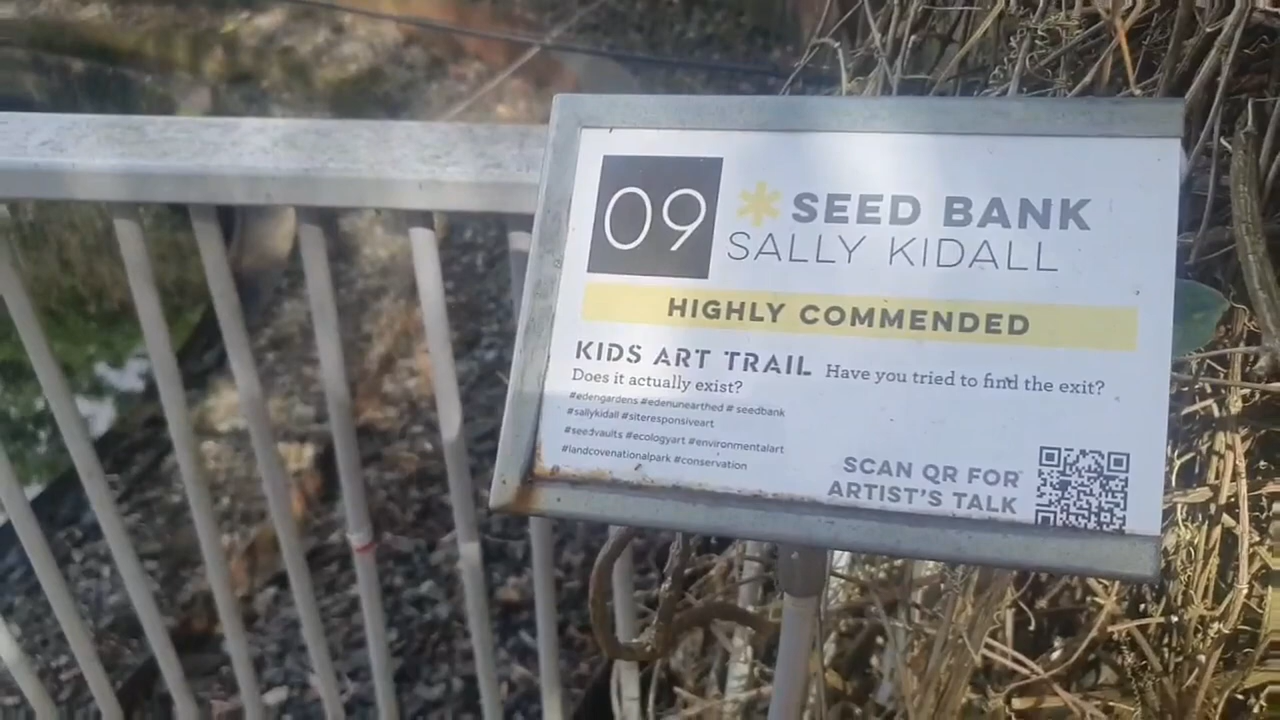 09
* SEED BANK
SALLY KIDALL
HIGHLY COMMENDED
KIDS ART TRAIL Have you tried to find the exit?
Does it actually exist?
#edengardens #edenunearthed # seedbank
#sallykidall #siteresponsiveart
#seedvaults #ecologyart #environmentalart
#landcovenationalpark #conservation
SCAN QR FOR
ARTIST'S TALK